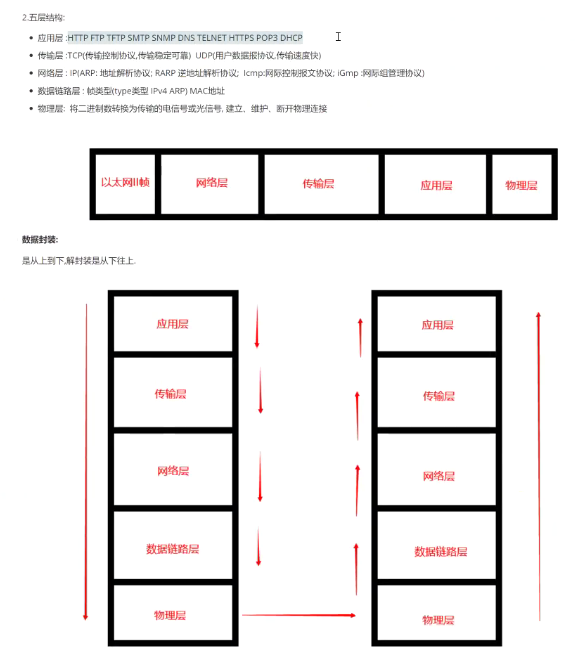 2.五层结构:
应用层 :HTTP FTP TFTP SMTP SNMP DNS TELNET HTTPS POP3 DHCP
传输层 :TCP(传输控制协议,传输稳定可靠) UDP(用户数据报协议,传输速度快)
网络层 : IP(ARP: 地址解析协议; RARP 逆地址解析协议; Icmp:网际控制报文协议; iGmp :网际组管理协议)
数据链路层 : 帧类型(type类型 IPv4 ARP) MAC地址
物理层: 将二进制数转换为传输的电信号或光信号. 建立、维护、断开物理连接
以太网II帧 网络层 传输层 应用层 物理层
数据封装:
是从上到下,解封装是从下往上.
应用层 应用层
传输层 传输层
网络层 网络层
数据链路层 数据链路层
物理层 物理层